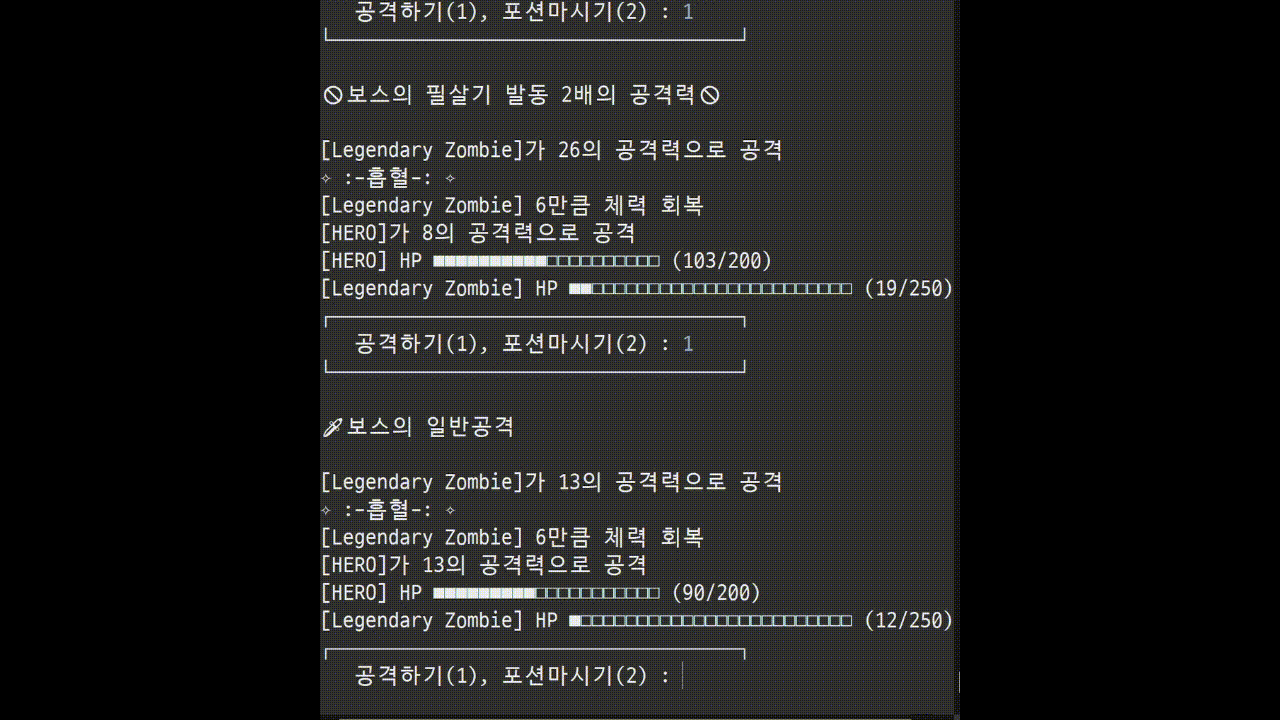 공격하기(1), 포션마시기(2) : 1
🚫보스의 필살기 발동 2배의 공격력🚫
[Legendary Zombie]가 26의 공격력으로 공격
✧ :-흡혈-: ✧
[Legendary Zombie] 6만큼 체력 회복
[HERO]가 8의 공격력으로 공격
[HERO] HP ■■■■■■■■■■□□□□□□□□□□ (103/200)
[Legendary Zombie] HP ■■□□□□□□□□□□□□□□□□□□□□□□□ (19/250)
공격하기(1), 포션마시기(2) : 1
보스의 일반공격
[Legendary Zombie]가 13의 공격력으로 공격
✧ :-흡혈-: ✧
[Legendary Zombie] 6만큼 체력 회복
[HERO]가 13의 공격력으로 공격
[HERO] HP ■■■■■■■■■□□□□□□□□□□□ (90/200)
[Legendary Zombie] HP ■□□□□□□□□□□□□□□□□□□□□□□□□ (12/250)
공격하기(1), 포션마시기(2) :